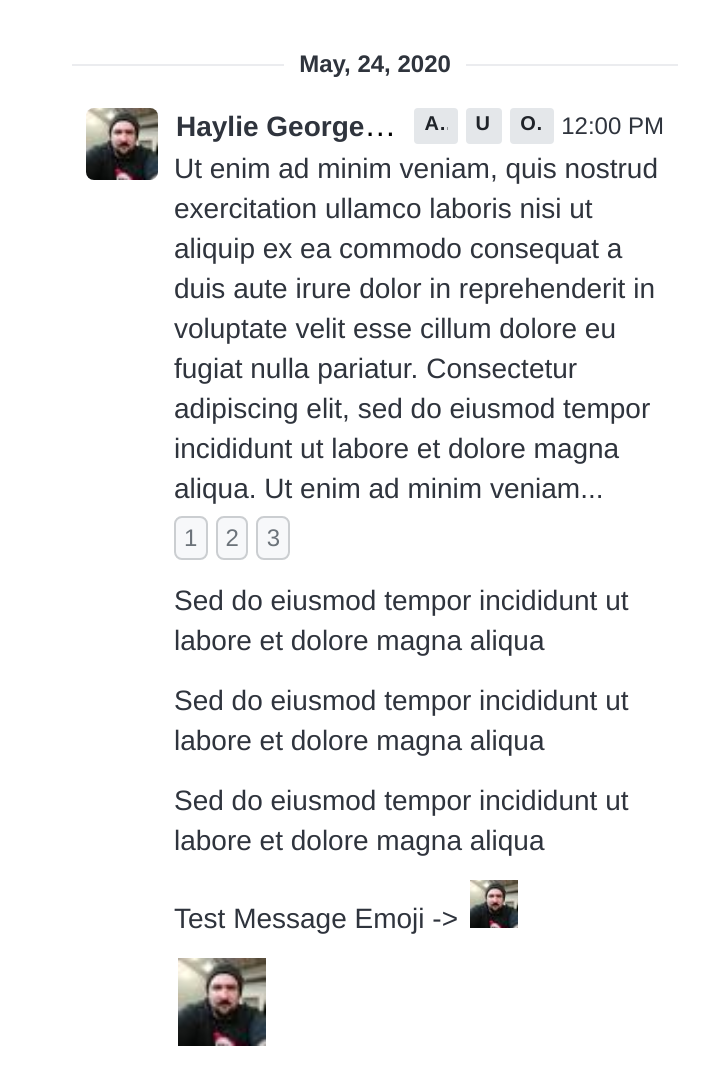 May, 24, 2020
Haylie George... A. U O. 12:00 PM
Ut enim ad minim veniam, quis nostrud
exercitation ullamco laboris nisi ut
aliquip ex ea commodo consequat a
duis aute irure dolor in reprehenderit in
voluptate velit esse cillum dolore eu
fugiat nulla pariatur. Consectetur
adipiscing elit, sed do eiusmod tempor
incididunt ut labore et dolore magna
aliqua. Ut enim ad minim veniam...
1 2 3
Sed do eiusmod tempor incididunt ut
labore et dolore magna aliqua
Sed do eiusmod tempor incididunt ut
labore et dolore magna aliqua
Sed do eiusmod tempor incididunt ut
labore et dolore magna aliqua
Test Message Emoji ->